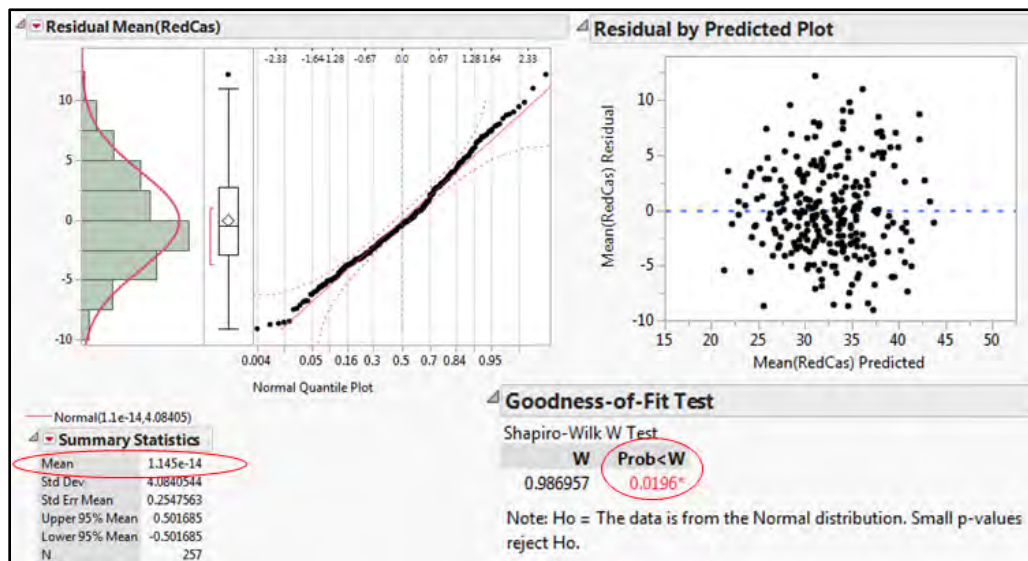 Residual Mean(RedCas)
-2.33 -1.64 -1.28 -0.67 0.0 0.67 1.28 1.64 2.33
10
5
0
-5
-10
0.004 0.05 0.16 0.3 0.5 0.7 0.84 0.95
Normal Quantile Plot
Residual by Predicted Plot
Mean(RedCas) Residual
10
5
0
-5
-10
15 20 25 30 35 40 45 50
Mean(RedCas) Predicted
Normal(1.1e-14,4.08405)
Summary Statistics
Mean 1.145e-14
Std Dev 4.0840544
Std Err Mean 0.2547563
Upper 95% Mean 0.501685
Lower 95% Mean -0.501685
N 257
Goodness-of-Fit Test
Shapiro-Wilk W Test
W Prob<W
0.986957 0.0196*
Note: Ho = The data is from the Normal distribution. Small p-values
reject Ho.